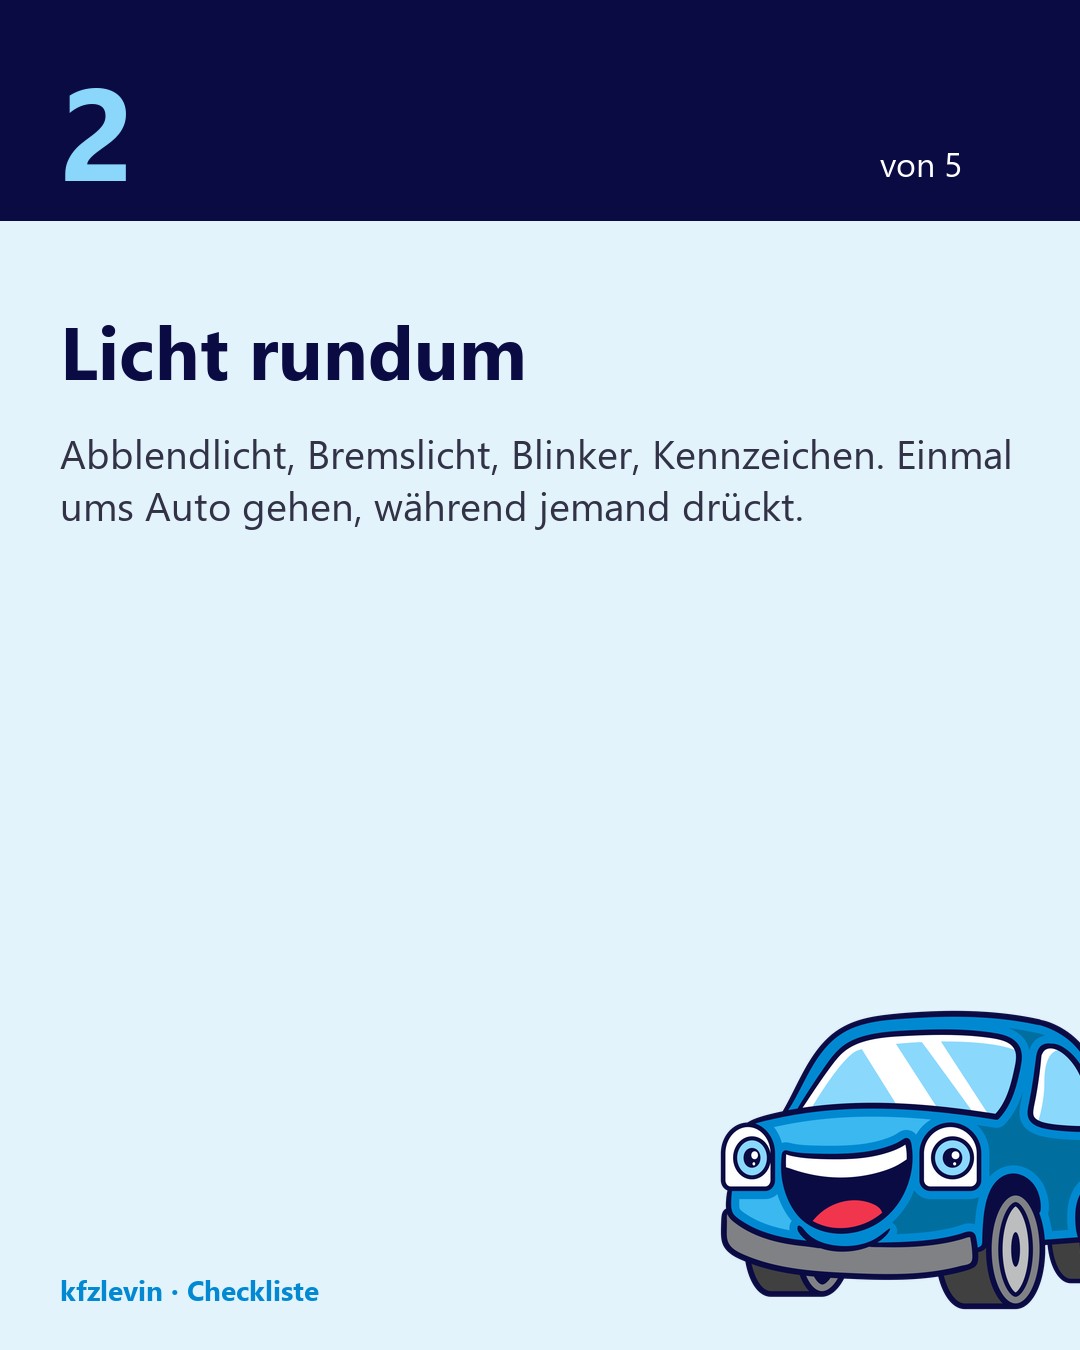 2
von 5
Licht rundum
Abblendlicht, Bremslicht, Blinker, Kennzeichen. Einmal
ums Auto gehen, während jemand drückt.
kfzlevin · Checkliste